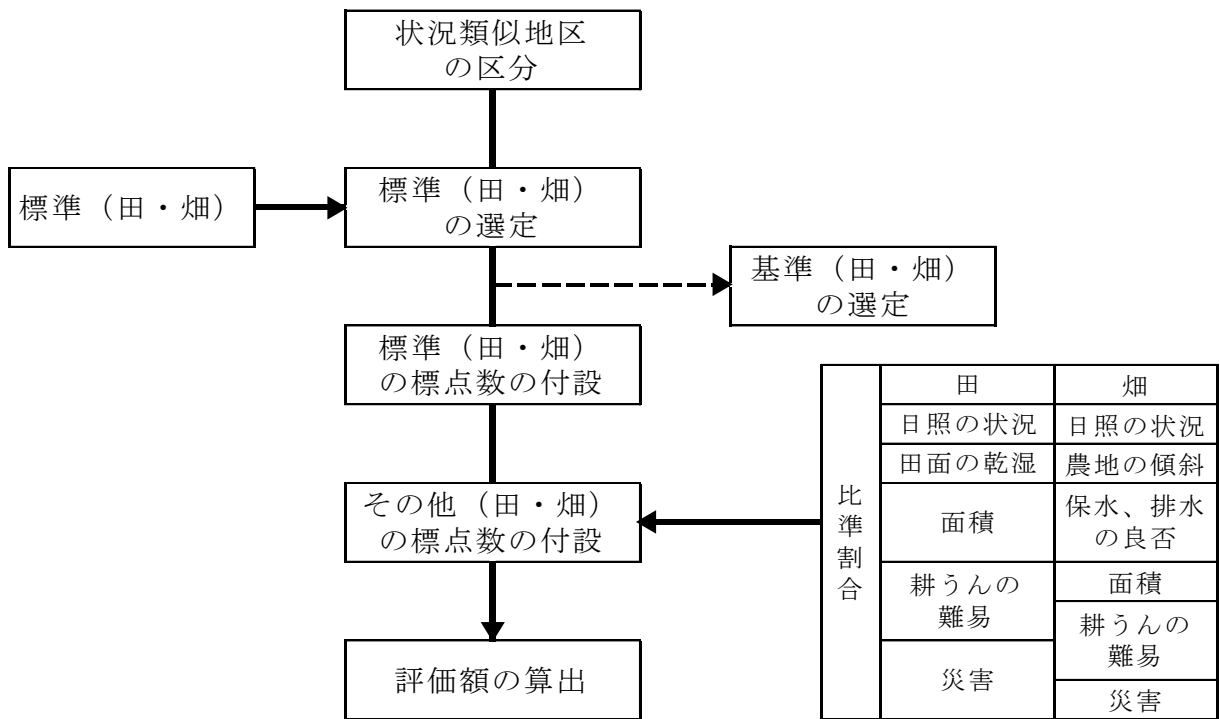 状況類似地区
の区分
標準（田・畑）
標準（田・畑）
の選定
基準（田・畑）
の選定
標準（田・畑）
の標点数の付設
その他（田・畑）
の標点数の付設
評価額の算出
比準割合
田
畑
日照の状況
日照の状況
田面の乾湿
農地の傾斜
面積
保水、排水
の良否
耕うんの
難易
面積
耕うんの
難易
災害
災害